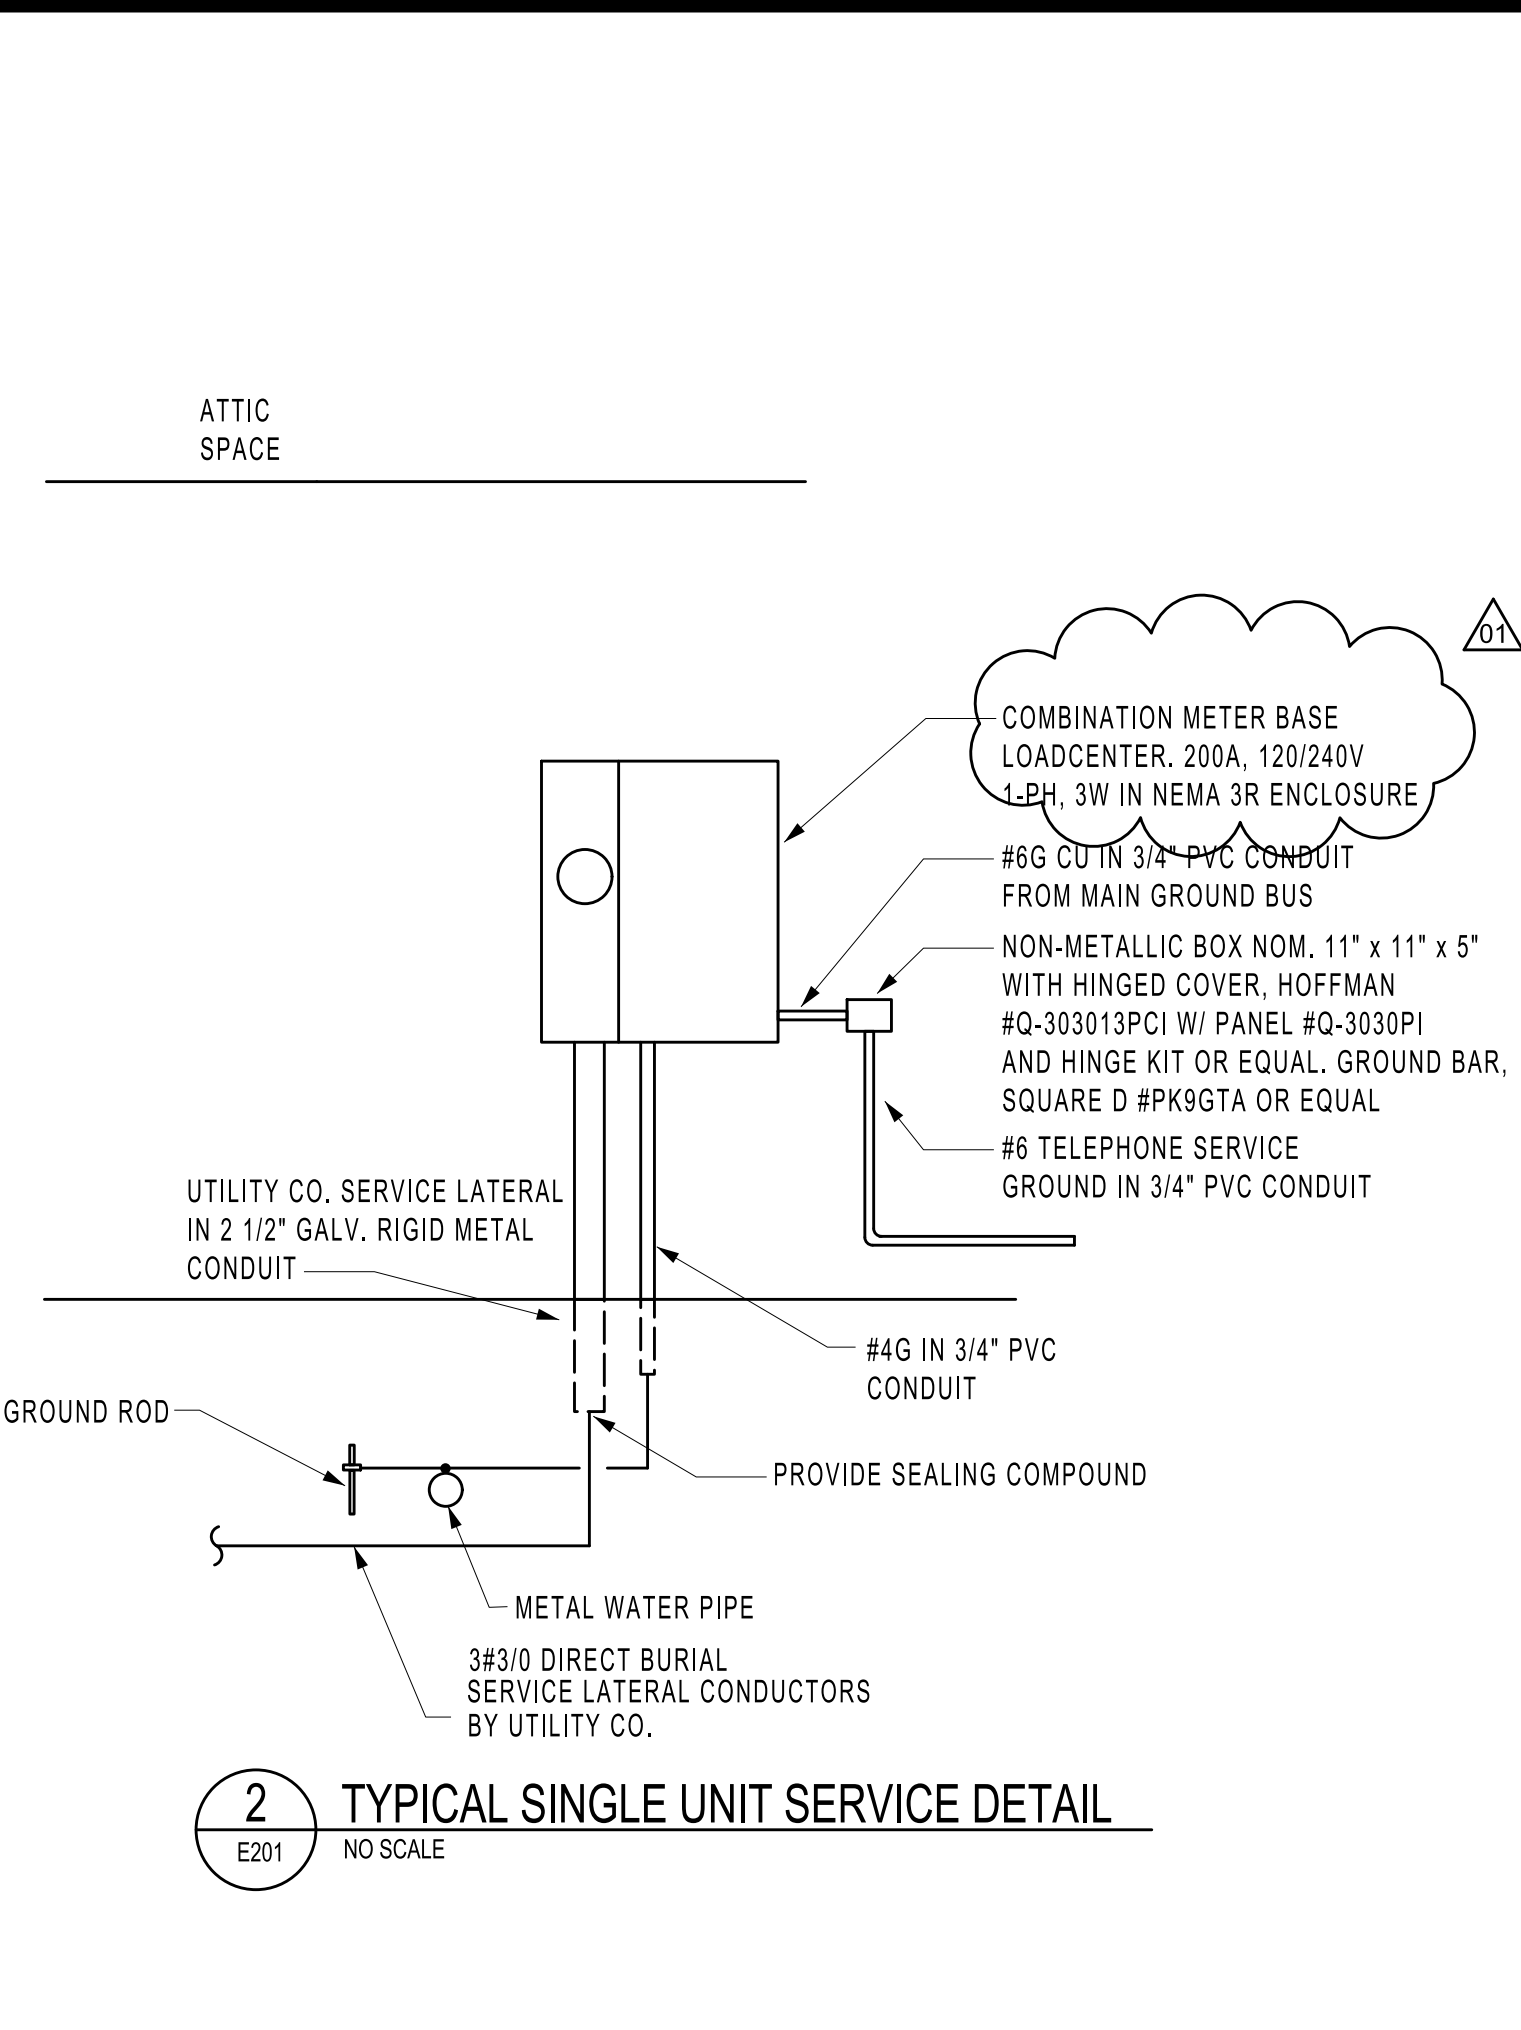 ATTIC
SPACE
01
COMBINATION METER BASE
LOADCENTER. 200A, 120/240V
1-PH, 3W IN NEMA 3R ENCLOSURE
#6G CU IN 3/4" PVC CONDUIT
FROM MAIN GROUND BUS
NON-METALLIC BOX NOM. 11" x 11" x 5"
WITH HINGED COVER, HOFFMAN
#Q-303013PCI W/ PANEL #Q-3030PI
AND HINGE KIT OR EQUAL. GROUND BAR,
SQUARE D #PK9GTA OR EQUAL
#6 TELEPHONE SERVICE
GROUND IN 3/4" PVC CONDUIT
UTILITY CO. SERVICE LATERAL
IN 2 1/2" GALV. RIGID METAL
CONDUIT
#4G IN 3/4" PVC
CONDUIT
GROUND ROD
PROVIDE SEALING COMPOUND
METAL WATER PIPE
3#3/0 DIRECT BURIAL
SERVICE LATERAL CONDUCTORS
BY UTILITY CO.
2
E201
TYPICAL SINGLE UNIT SERVICE DETAIL
NO SCALE